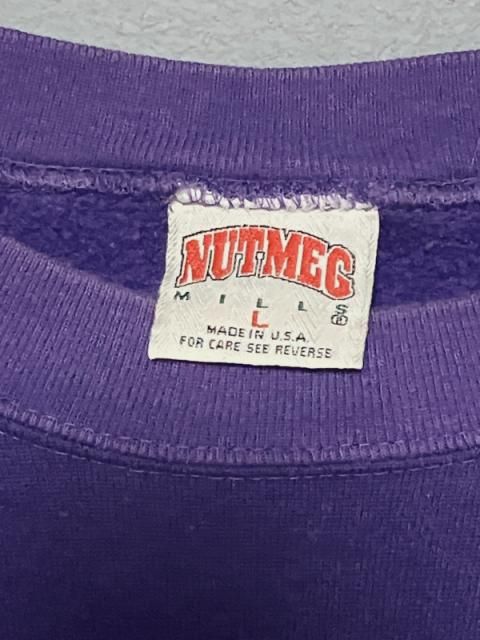 NUTMEG
MILLS®
L
MADE IN U.S.A.
FOR CARE SEE REVERSE